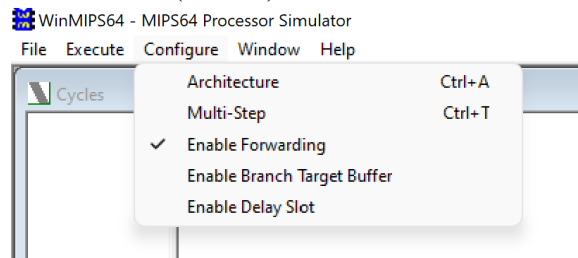 WinMIPS64 - MIPS64 Processor Simulator
File Execute Configure Window Help
Cycles
Architecture Ctrl+A
Multi-Step Ctrl+T
Enable Forwarding
Enable Branch Target Buffer
Enable Delay Slot